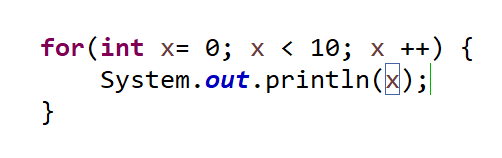 for(int x= 0; x < 10; x ++) {
    System.out.println(x);
}